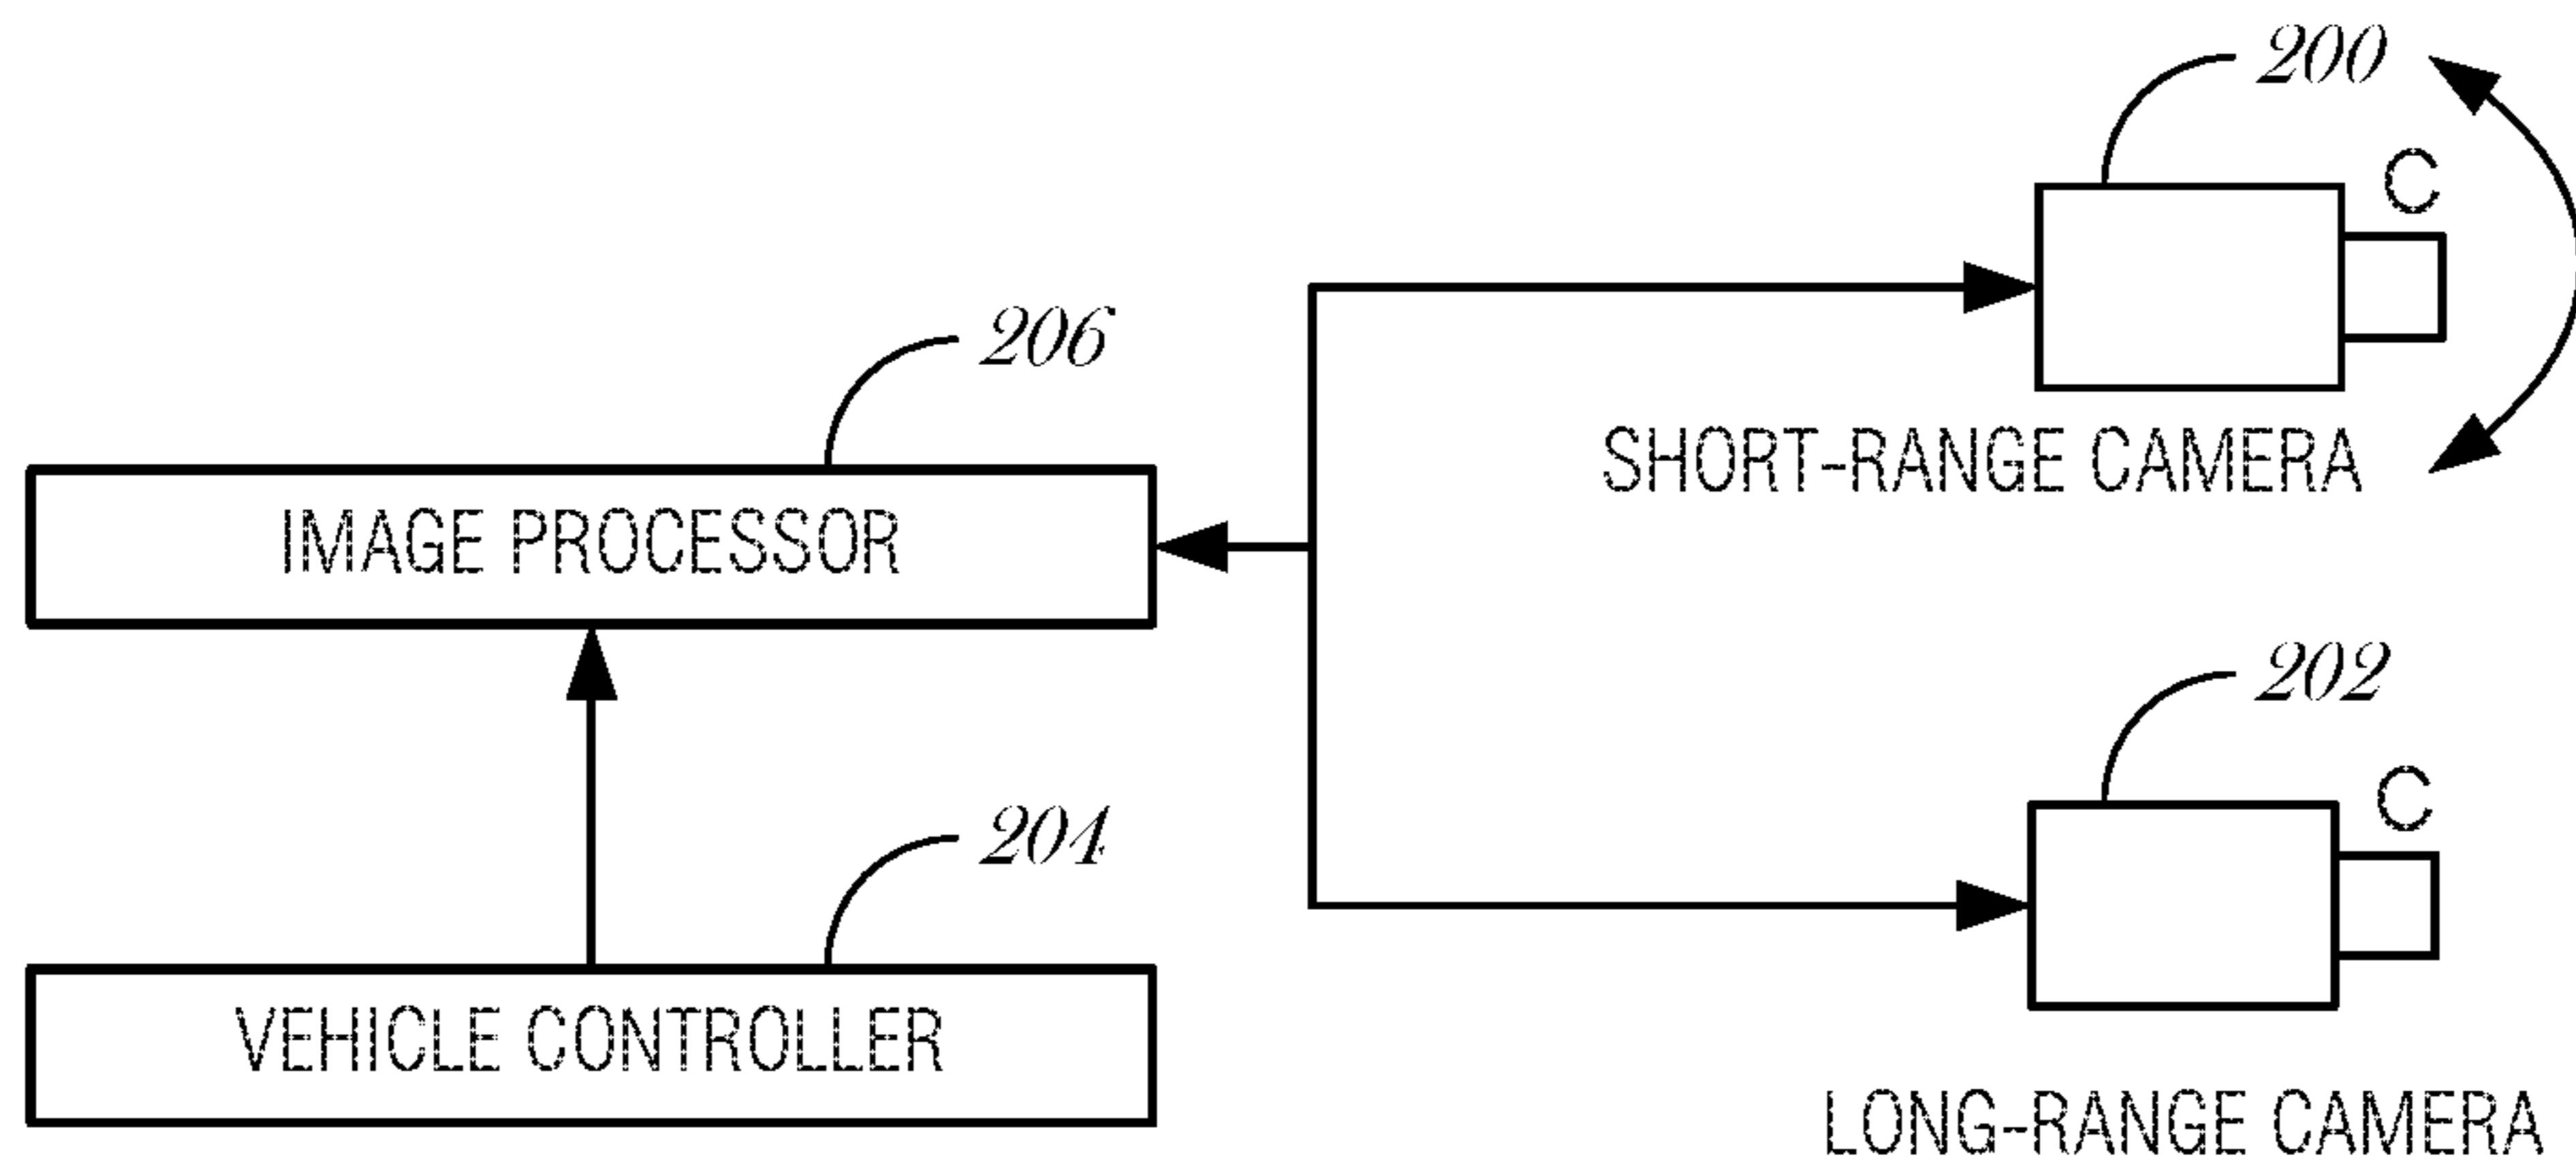 200
C
SHORT-RANGE CAMERA
206
IMAGE PROCESSOR
202
C
204
VEHICLE CONTROLLER
LONG-RANGE CAMERA